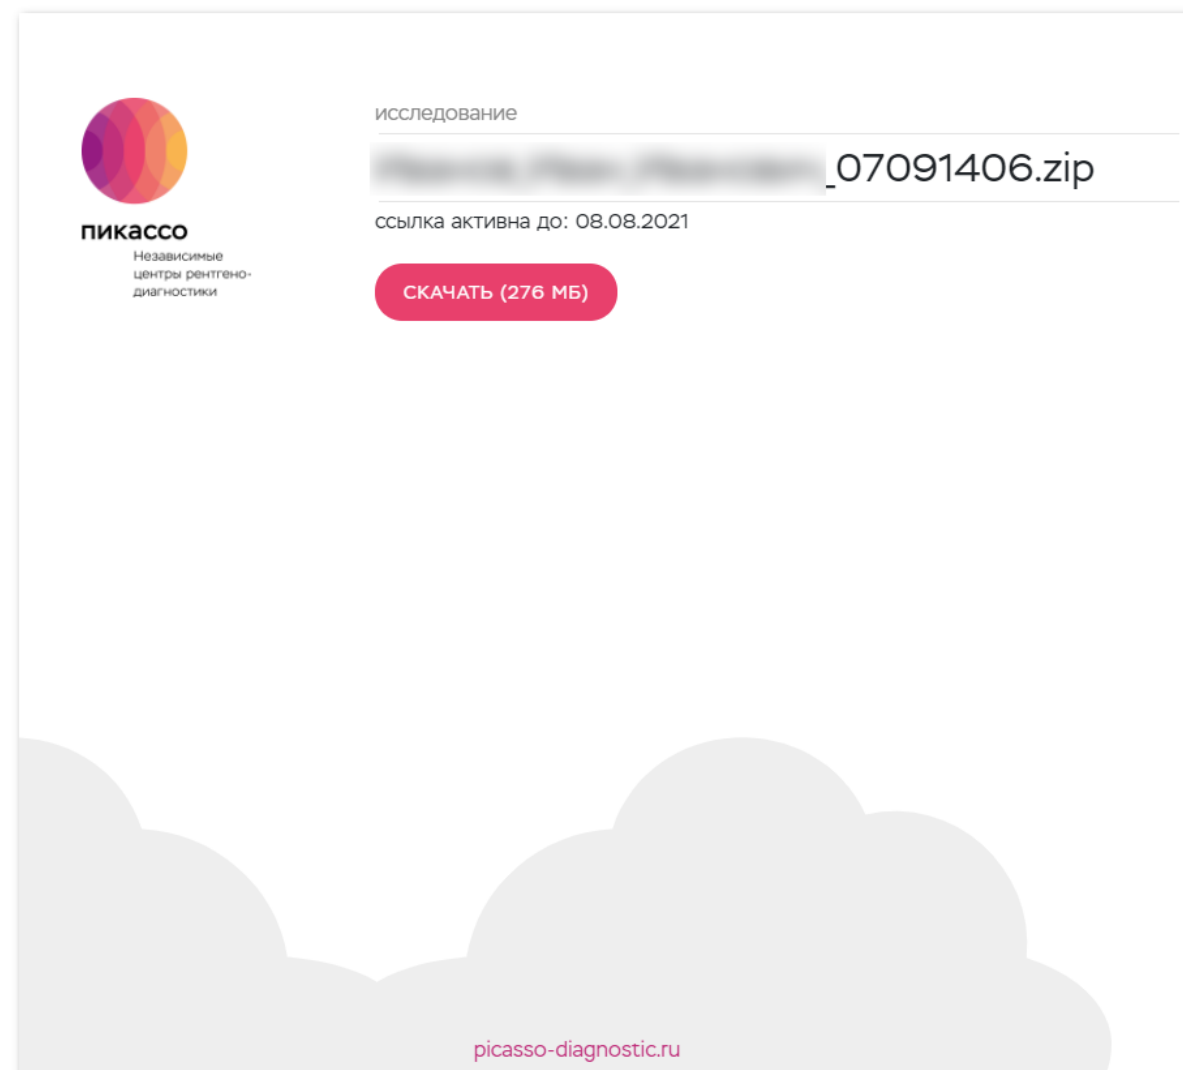 пикассо
Независимые
центры рентгено-
диагностики
исследование
_07091406.zip
ссылка активна до: 08.08.2021
СКАЧАТЬ (276 МБ)
picasso-diagnostic.ru